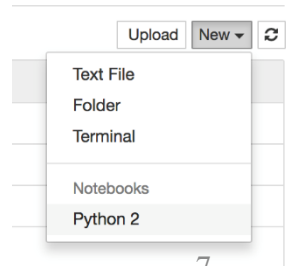 Upload New
Text File
Folder
Terminal
Notebooks
Python 2